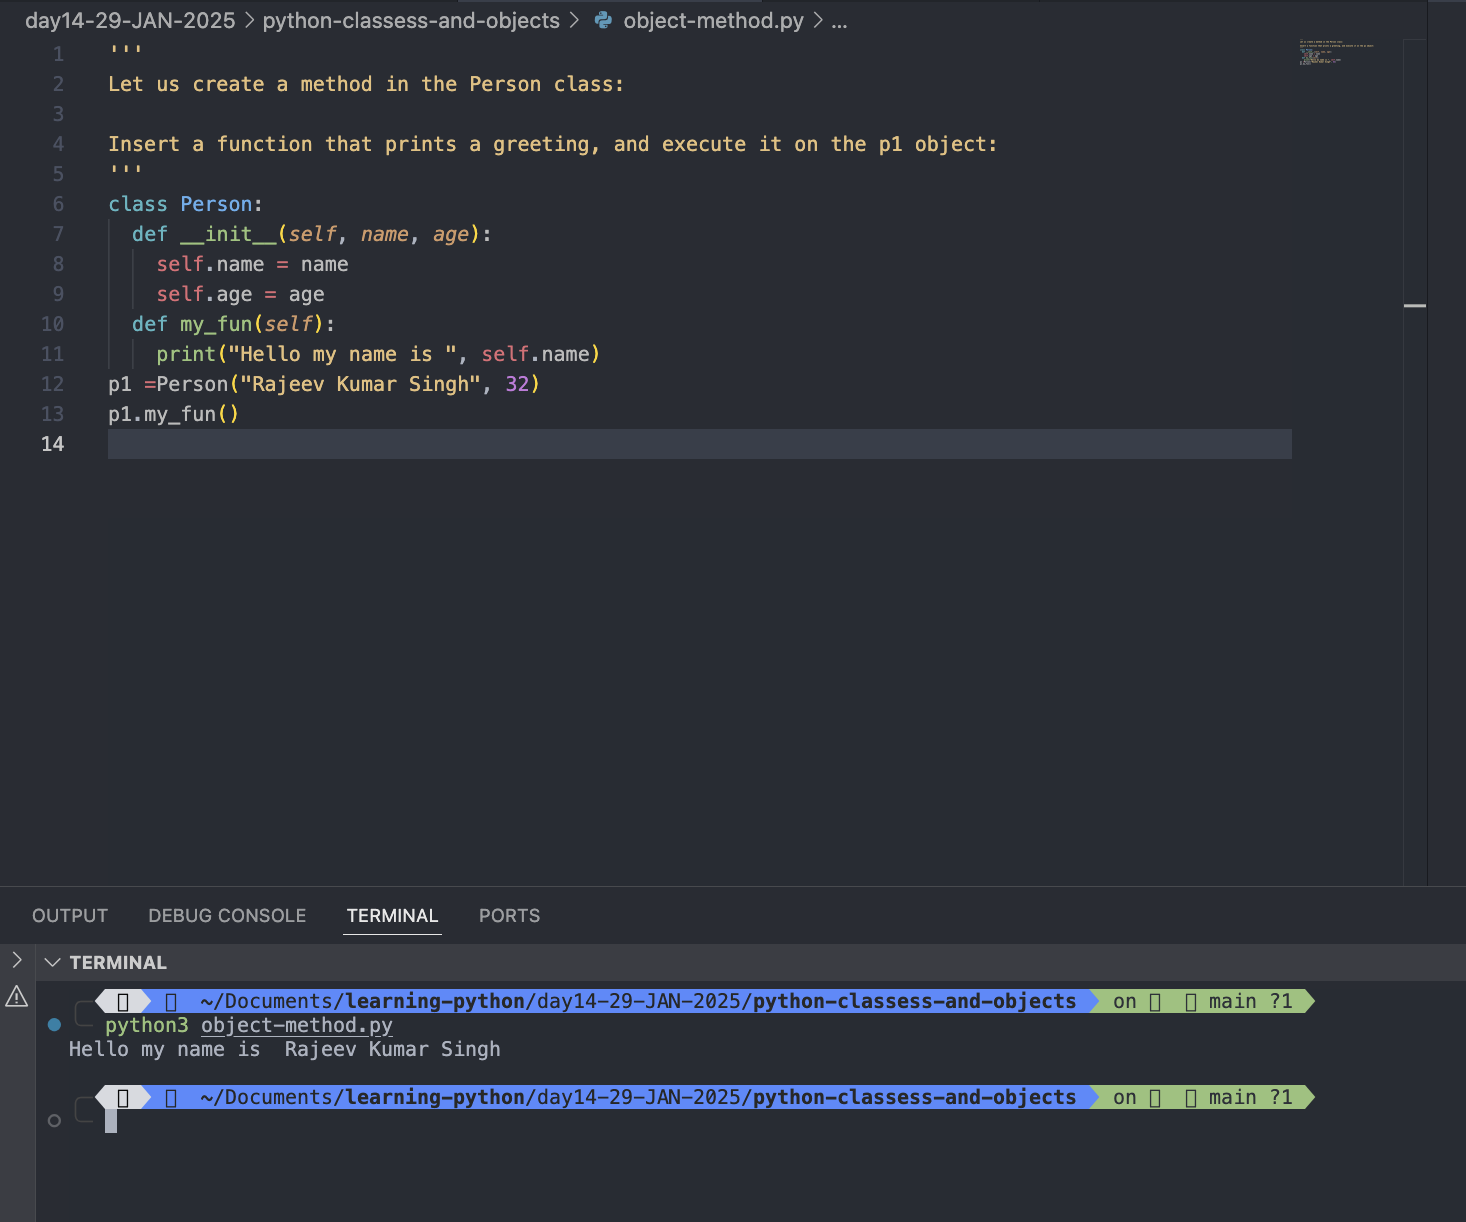 day14-29-JAN-2025 > python-classess-and-objects > object-method.py > ...
1 '''
2 Let us create a method in the Person class:
3
4 Insert a function that prints a greeting, and execute it on the p1 object:
5 '''
6 class Person:
7   def __init__(self, name, age):
8     self.name = name
9     self.age = age
10   def my_fun(self):
11     print("Hello my name is ", self.name)
12 p1 =Person("Rajeev Kumar Singh", 32)
13 p1.my_fun()
14
OUTPUT DEBUG CONSOLE TERMINAL PORTS
TERMINAL
~/Documents/learning-python/day14-29-JAN-2025/python-classess-and-objects on main ?1
python3 object-method.py
Hello my name is  Rajeev Kumar Singh
~/Documents/learning-python/day14-29-JAN-2025/python-classess-and-objects on main ?1